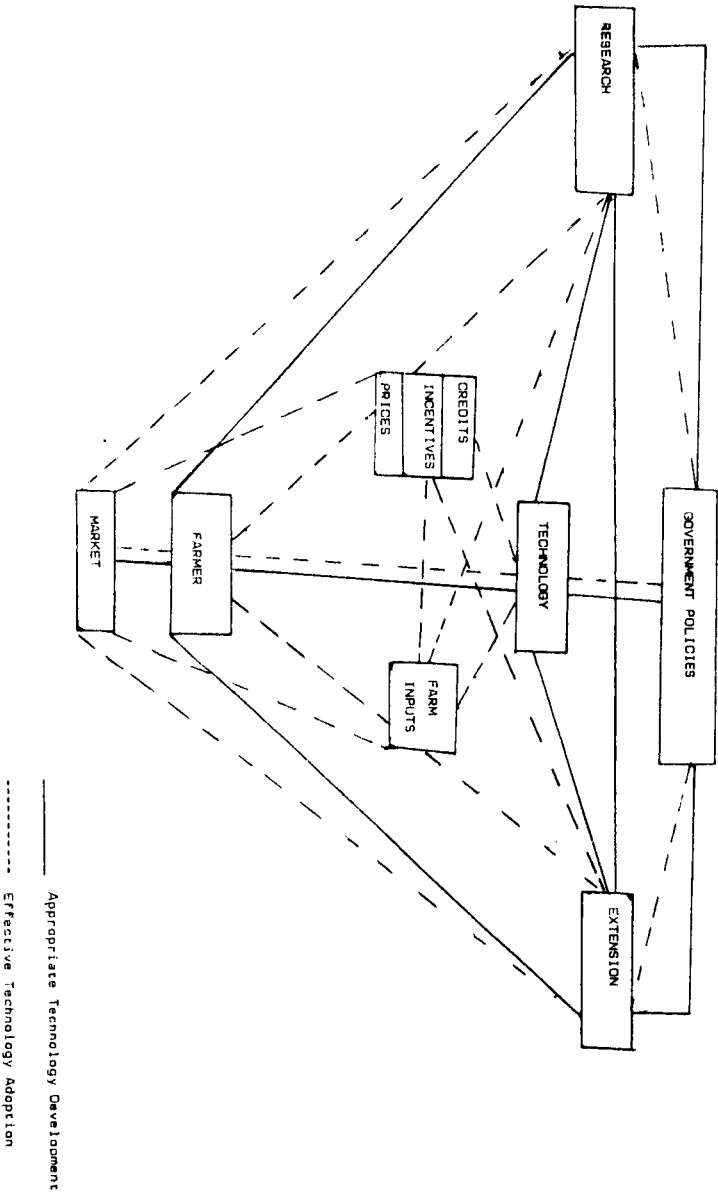 GOVERNMENT POLICIES
RESEARCH
EXTENSION
TECHNOLOGY
CREDITS
INCENTIVES
PRICES
FARM
INPUTS
FARMER
MARKET
Appropriate Technology Development
Effective Technology Adoption